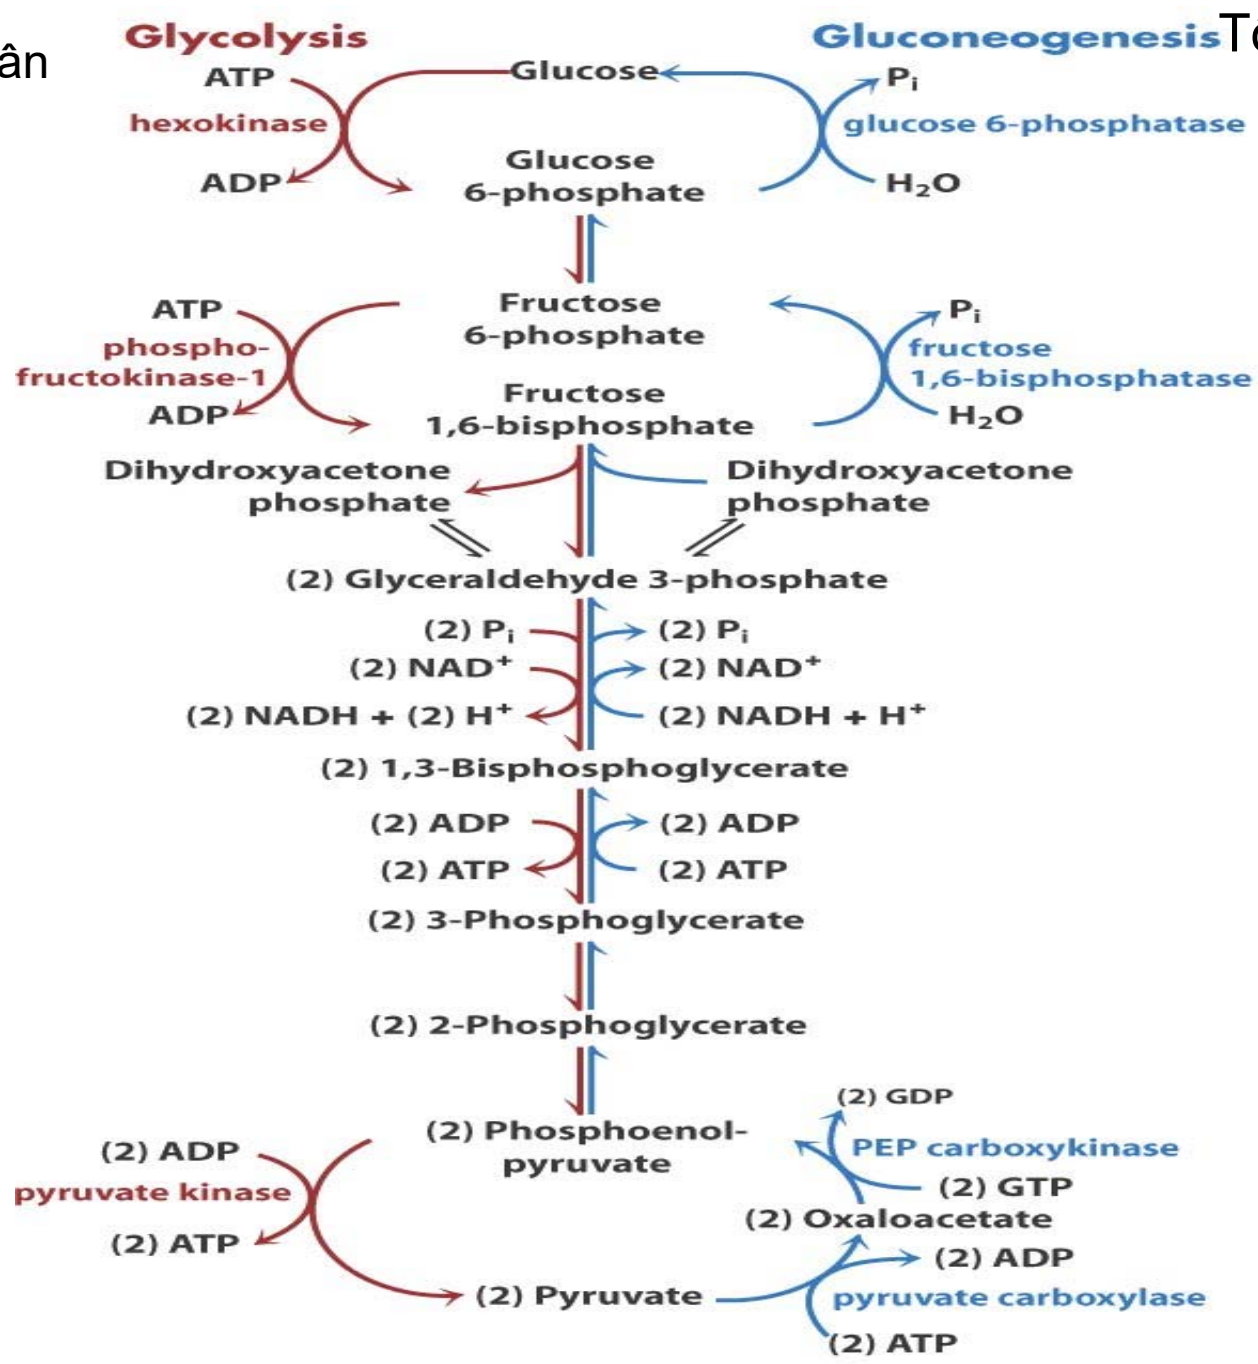 Glycolysis
Gluconeogenesis
ân
ATP
Glucose
Pi
hexokinase
glucose 6-phosphatase
Glucose
6-phosphate
ADP
H₂O
ATP
Fructose
6-phosphate
Pi
phospho-
fructokinase-1
fructose
1,6-bisphosphatase
ADP
Fructose
1,6-bisphosphate
H₂O
Dihydroxyacetone
phosphate
Dihydroxyacetone
phosphate
(2) Glyceraldehyde 3-phosphate
(2) Pi
(2) Pi
(2) NAD⁺
(2) NAD⁺
(2) NADH + (2) H⁺
(2) NADH + H⁺
(2) 1,3-Bisphosphoglycerate
(2) ADP
(2) ADP
(2) ATP
(2) ATP
(2) 3-Phosphoglycerate
(2) 2-Phosphoglycerate
(2) GDP
(2) Phosphoenol-
pyruvate
(2) ADP
PEP carboxykinase
pyruvate kinase
(2) GTP
(2) Oxaloacetate
(2) ATP
(2) ADP
(2) Pyruvate
pyruvate carboxylase
(2) ATP